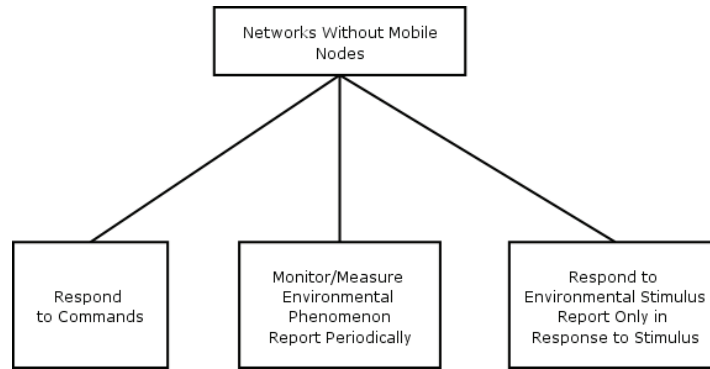 Networks Without Mobile
Nodes
Respond
to Commands
Monitor/Measure
Environmental
Phenomenon
Report Periodically
Respond to
Environmental Stimulus
Report Only in
Response to Stimulus